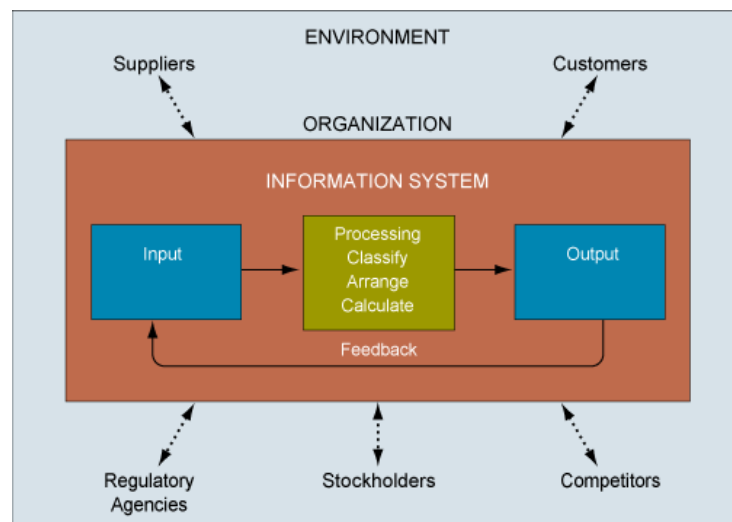 ENVIRONMENT
Suppliers
Customers
ORGANIZATION
INFORMATION SYSTEM
Input
Processing
Classify
Arrange
Calculate
Output
Feedback
Regulatory
Agencies
Stockholders
Competitors